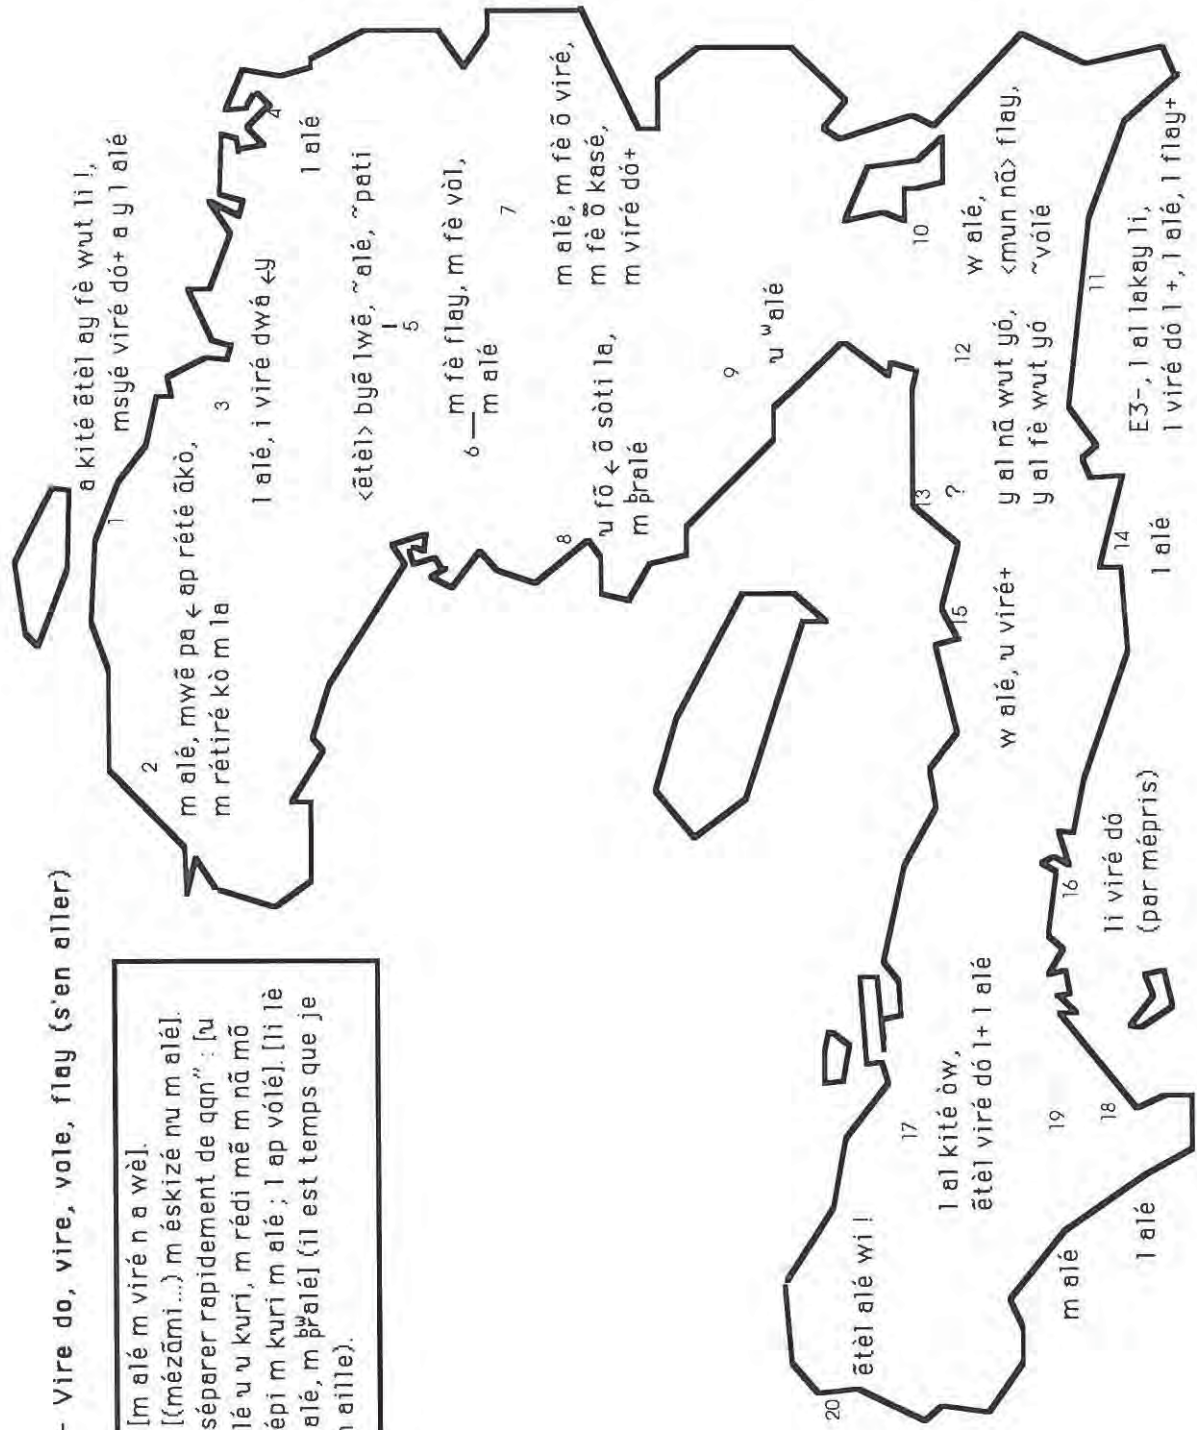 - Vire do, vire, vole, flay (s'en aller)
[m alé m viré n a wè].
[(mézãmi...) m éskizé nu m alé].
séparer rapidement de qqn" : [u
lé u u kuri, m rédi mẽ m nã mõ
épi m kuri m alé ; l ap vólé]. [li lè
alé, m pralé] (il est temps que je
aille).
1
a kité ẽtèl ay fè wut li !,
msyé viré dó+ a y l alé
2
m alé, mwẽ pa ← ap rété ãkò,
m rétiré kò m la
3
l alé, i viré dwá ←y
4
l alé
<ẽtèl> byẽ lwẽ, ~alé, ~pati
5
6 — m fè flay, m fè vòl,
m alé
7
m alé, m fè õ viré,
m fè õ kasé,
m viré dó+
8
u fõ ← õ sòti la,
m pralé
9
u w alé
10
w alé,
<mun nã> flay,
~vólé
11
E3-, l al lakay li,
l viré dó l +, l alé, l flay+
12
y al nã wut yó,
y al fè wut yó
13
?
14
l alé
15
w alé, u viré+
16
li viré dó
(par mépris)
17
l al kité òw,
ẽtèl viré dó l+ l alé
18
l alé
19
m alé
20
ẽtèl alé wi !